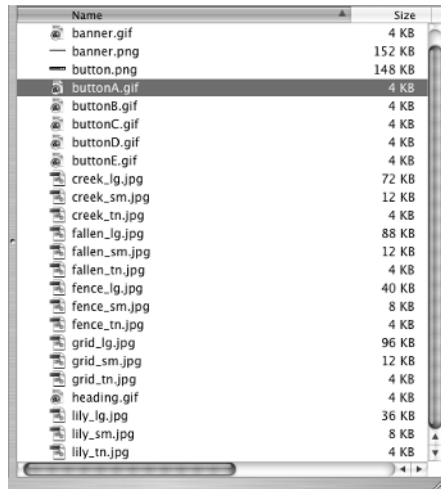 Name Size
banner.gif 4 KB
banner.png 152 KB
button.png 148 KB
buttonA.gif 4 KB
buttonB.gif 4 KB
buttonC.gif 4 KB
buttonD.gif 4 KB
buttonE.gif 4 KB
creek_lg.jpg 72 KB
creek_sm.jpg 12 KB
creek_tn.jpg 4 KB
fallen_lg.jpg 88 KB
fallen_sm.jpg 12 KB
fallen_tn.jpg 4 KB
fence_lg.jpg 40 KB
fence_sm.jpg 8 KB
fence_tn.jpg 4 KB
grid_lg.jpg 96 KB
grid_sm.jpg 12 KB
grid_tn.jpg 4 KB
heading.gif 4 KB
lily_lg.jpg 36 KB
lily_sm.jpg 8 KB
lily_tn.jpg 4 KB